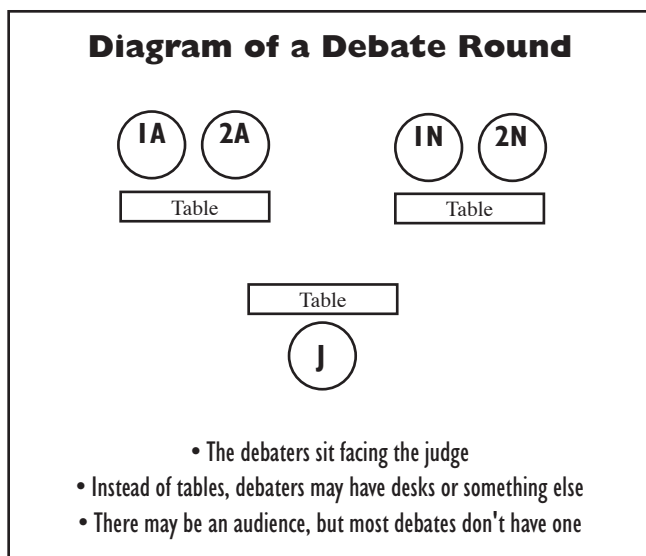 Diagram of a Debate Round
1A 2A 1N 2N
Table Table
Table
J
• The debaters sit facing the judge
• Instead of tables, debaters may have desks or something else
• There may be an audience, but most debates don't have one